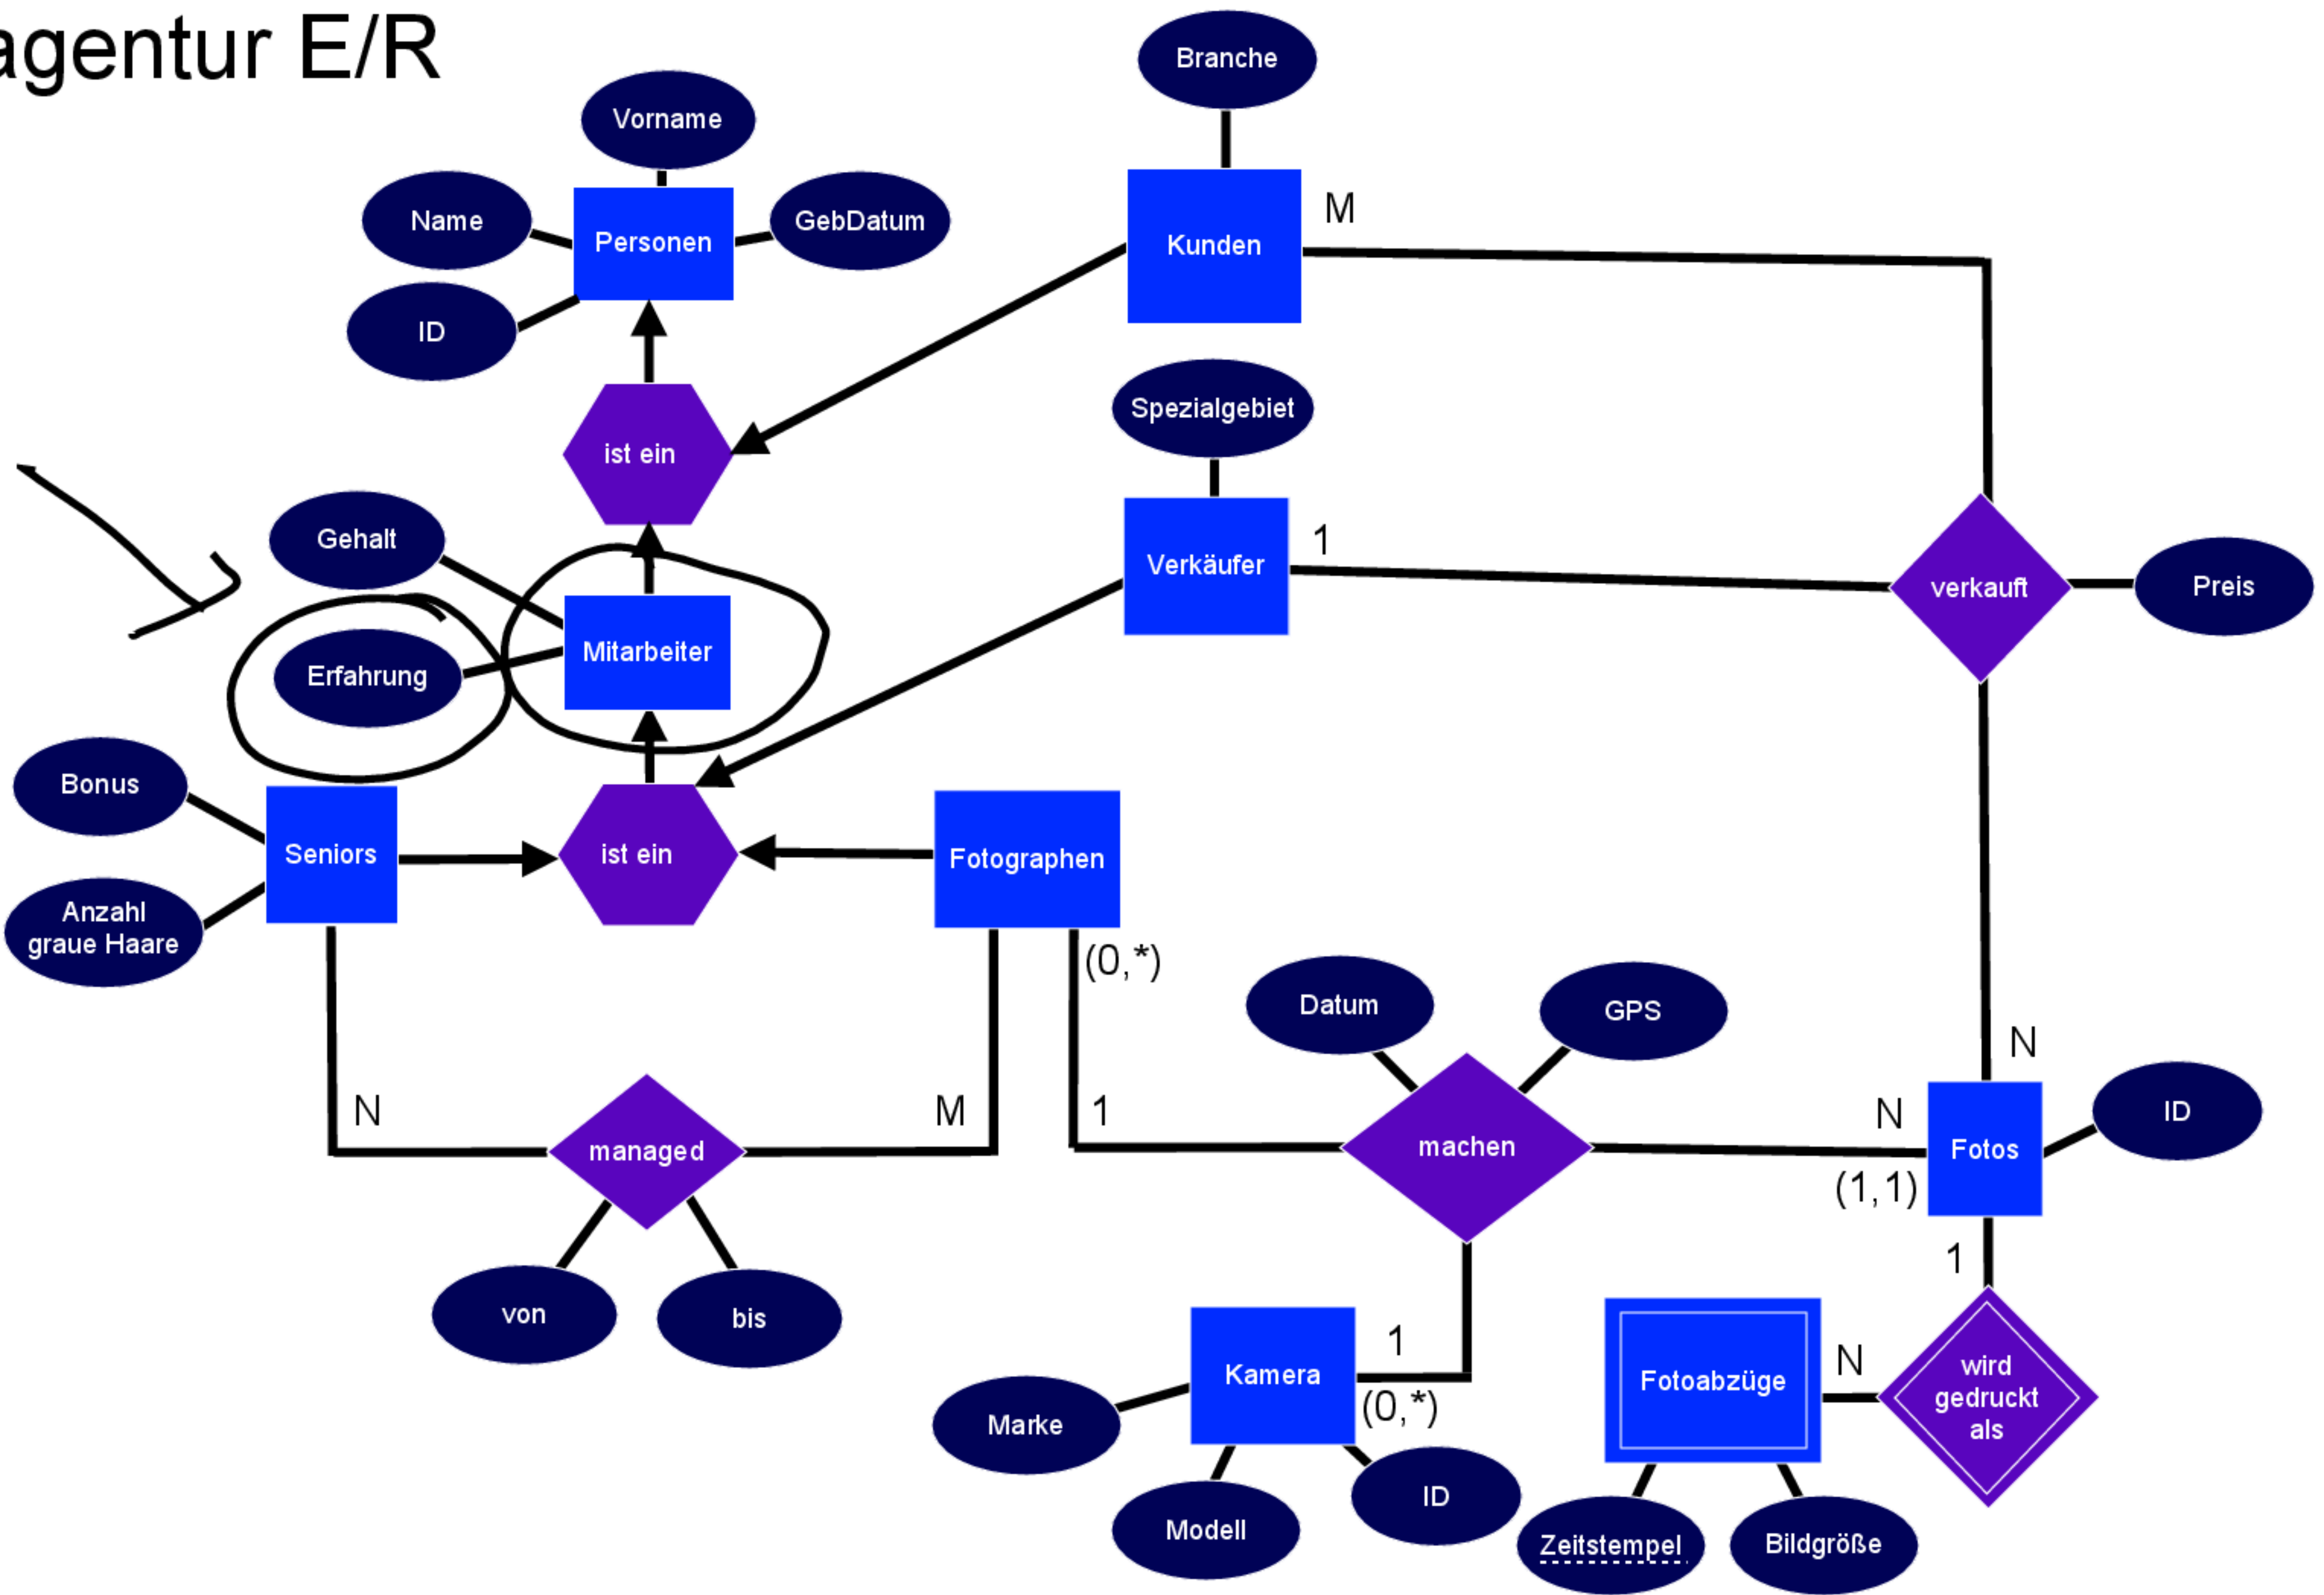 agentur E/R
Branche
Vorname
Name
Personen
GebDatum
M
Kunden
ID
Spezialgebiet
ist ein
Gehalt
1
Verkäufer
verkauft
Preis
Mitarbeiter
Erfahrung
Bonus
Seniors
ist ein
Fotographen
Anzahl
graue Haare
(0,*)
Datum
GPS
N
N
M
1
N
ID
managed
machen
Fotos
(1,1)
1
von
bis
1
Kamera
(0,*)
Fotoabzüge
N
wird
gedruckt
als
Marke
Modell
ID
Zeitstempel
Bildgröße